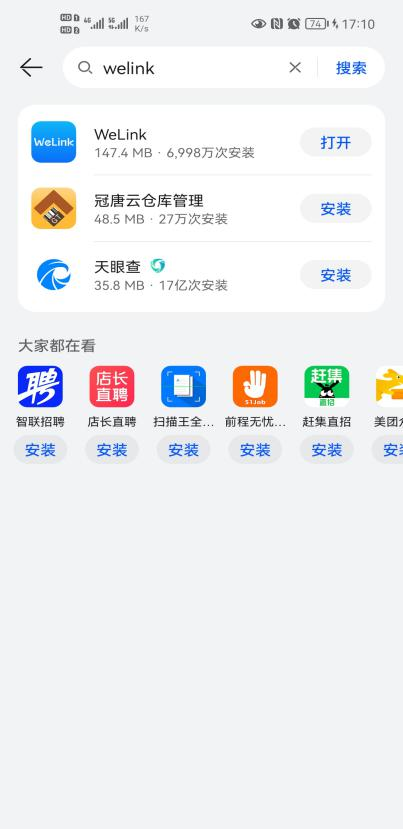 HD 1 4G 5G 167 K/s 74 17:10
HD 2
welink 搜索
WeLink
WeLink
147.4 MB · 6,998万次安装
打开
冠唐云仓库管理
48.5 MB · 27万次安装
安装
天眼查
35.8 MB · 17亿次安装
安装
大家都在看
聘 店长直聘 51Job 赶集直招
智联招聘 店长直聘 扫描王全... 前程无忧... 赶集直招 美团
安装 安装 安装 安装 安装 安